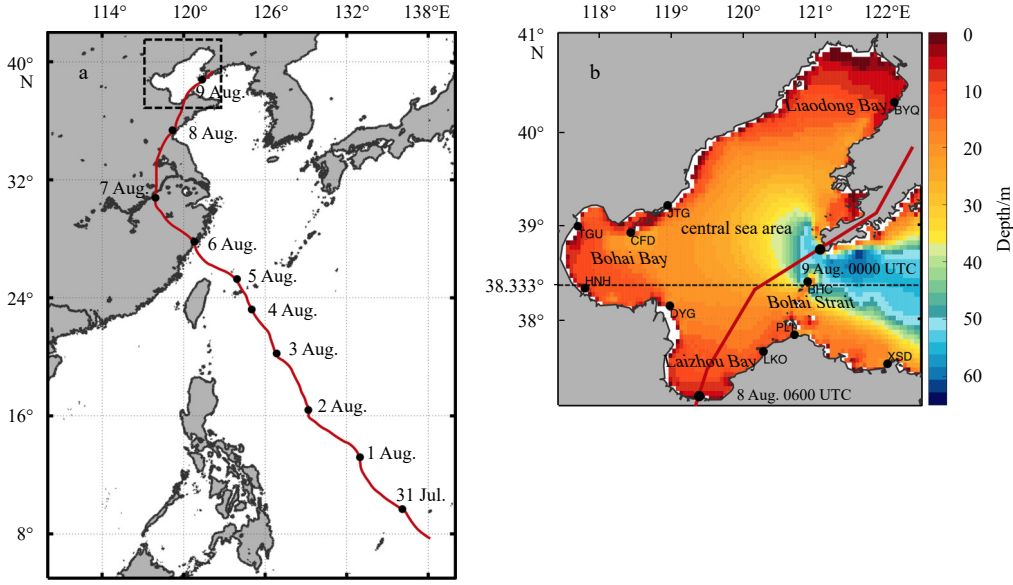 114° 120° 126° 132° 138°E
40°
N
32°
24°
16°
8°
a
9 Aug.
8 Aug.
7 Aug.
6 Aug.
5 Aug.
4 Aug.
3 Aug.
2 Aug.
1 Aug.
31 Jul.
118° 119° 120° 121° 122°E
41°
N
40°
39°
38.333°
38°
b
Liaodong Bay
BYQ
JTG
central sea area
TGU
CFD
Bohai Bay
9 Aug. 0000 UTC
HNH
BHC
Bohai Strait
DYG
PLI
Laizhou Bay
LKO
XSD
8 Aug. 0600 UTC
0
10
20
30
40
50
60
Depth/m